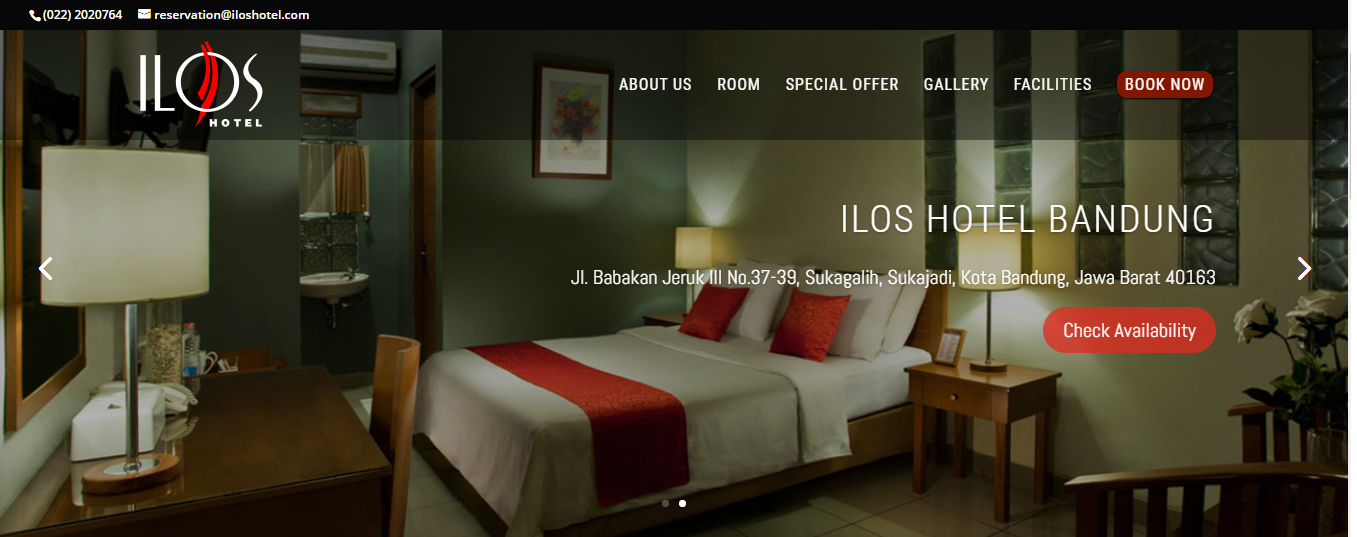 (022) 2020764 reservation@iloshotel.com
ILOS
HOTEL
ABOUT US ROOM SPECIAL OFFER GALLERY FACILITIES BOOK NOW
ILOS HOTEL BANDUNG
Jl. Babakan Jeruk III No.37-39, Sukagalih, Sukajadi, Kota Bandung, Jawa Barat 40163
Check Availability